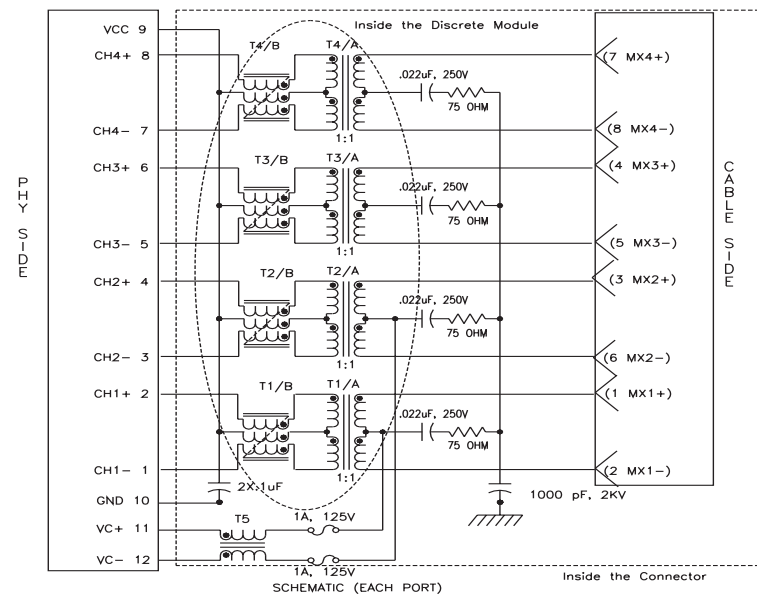 Inside the Discrete Module
VCC 9
T4/B
T4/A
CH4+ 8
(7 MX4+)
.022uF, 250V
75 OHM
CH4- 7
(8 MX4-)
1:1
CH3+ 6
T3/B
T3/A
(4 MX3+)
.022uF, 250V
75 OHM
CH3- 5
(5 MX3-)
1:1
CH2+ 4
T2/B
T2/A
(3 MX2+)
.022uF, 250V
75 OHM
CH2- 3
(6 MX2-)
1:1
CH1+ 2
T1/B
T1/A
(1 MX1+)
.022uF, 250V
75 OHM
CH1- 1
(2 MX1-)
1:1
2X.1uF
1000 pF, 2KV
GND 10
VC+ 11
T5
1A, 125V
VC- 12
1A, 125V
Inside the Connector
SCHEMATIC (EACH PORT)
PHY SIDE
CABLE SIDE